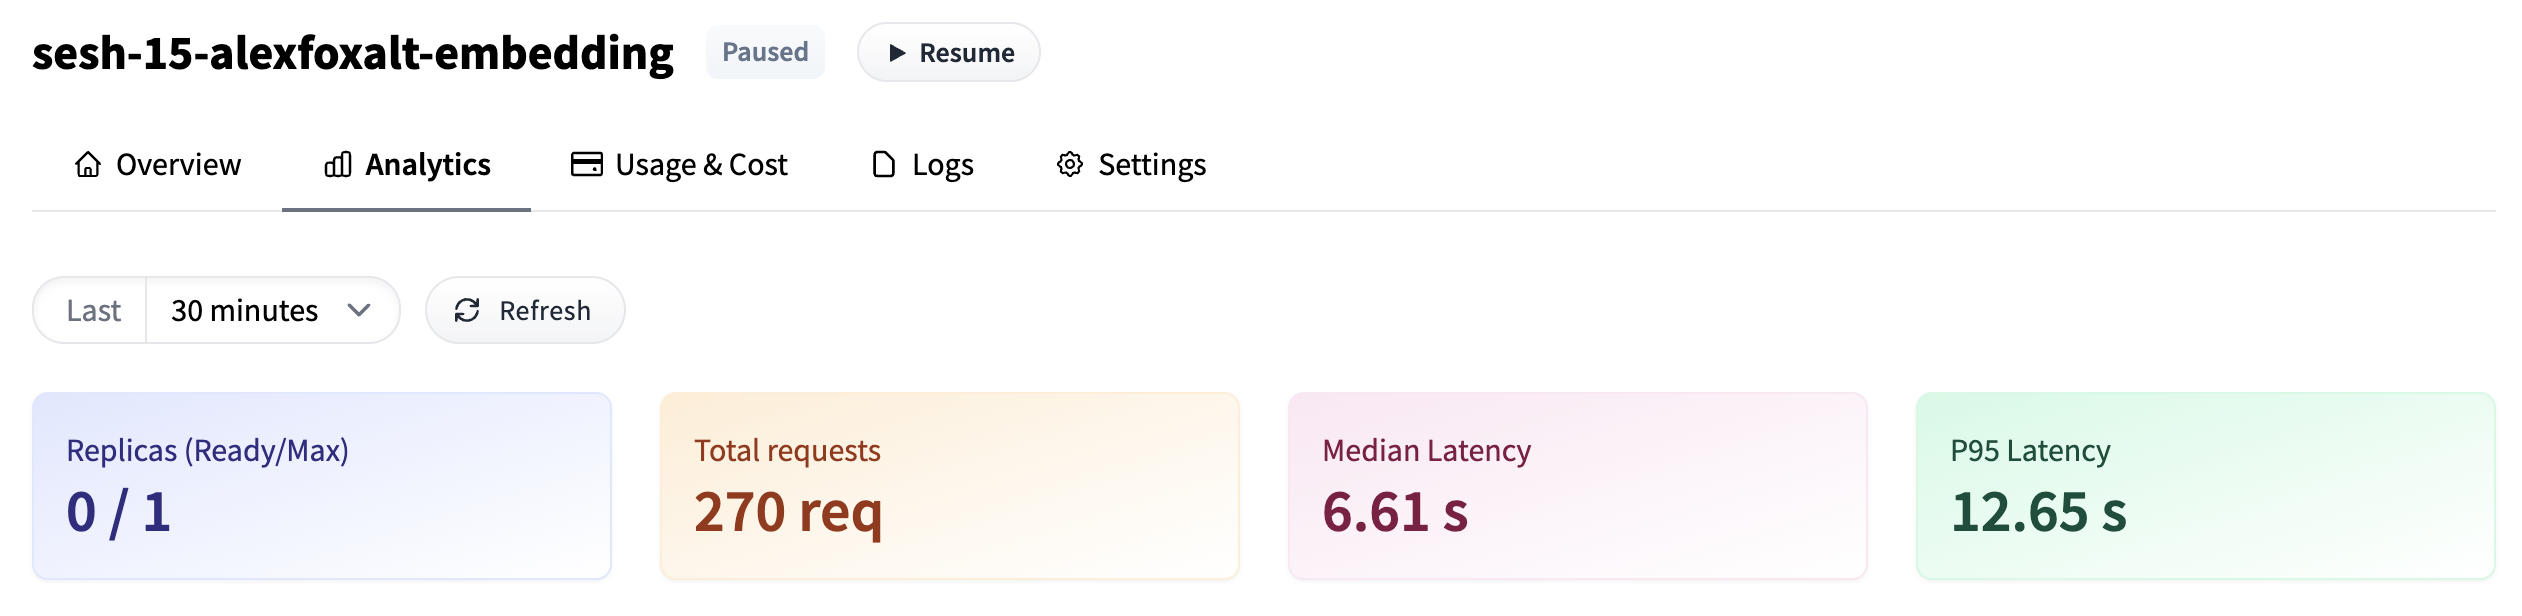 sesh-15-alexfoxalt-embedding Paused Resume
Overview Analytics Usage & Cost Logs Settings
Last 30 minutes Refresh
Replicas (Ready/Max) Total requests Median Latency P95 Latency
0 / 1 270 req 6.61 s 12.65 s